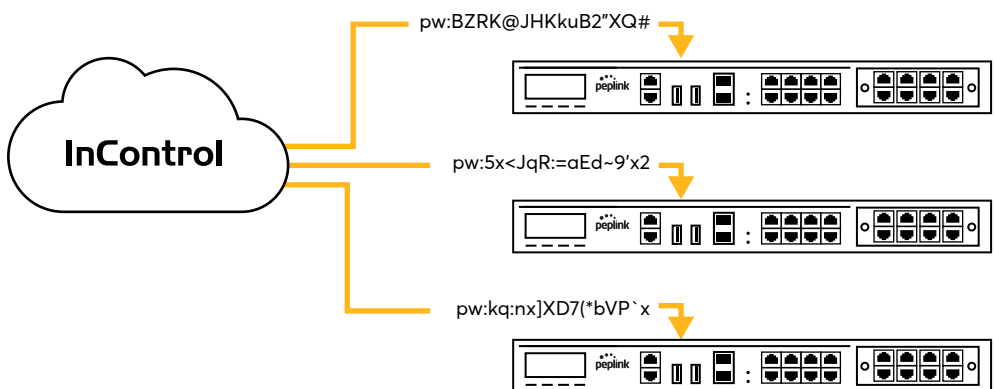 pw:BZRK@JHKkuB2"XQ#
peplink
InControl
pw:5x<JqR:=aEd~9'x2
peplink
pw:kq:nx]XD7(*bVP`x
peplink